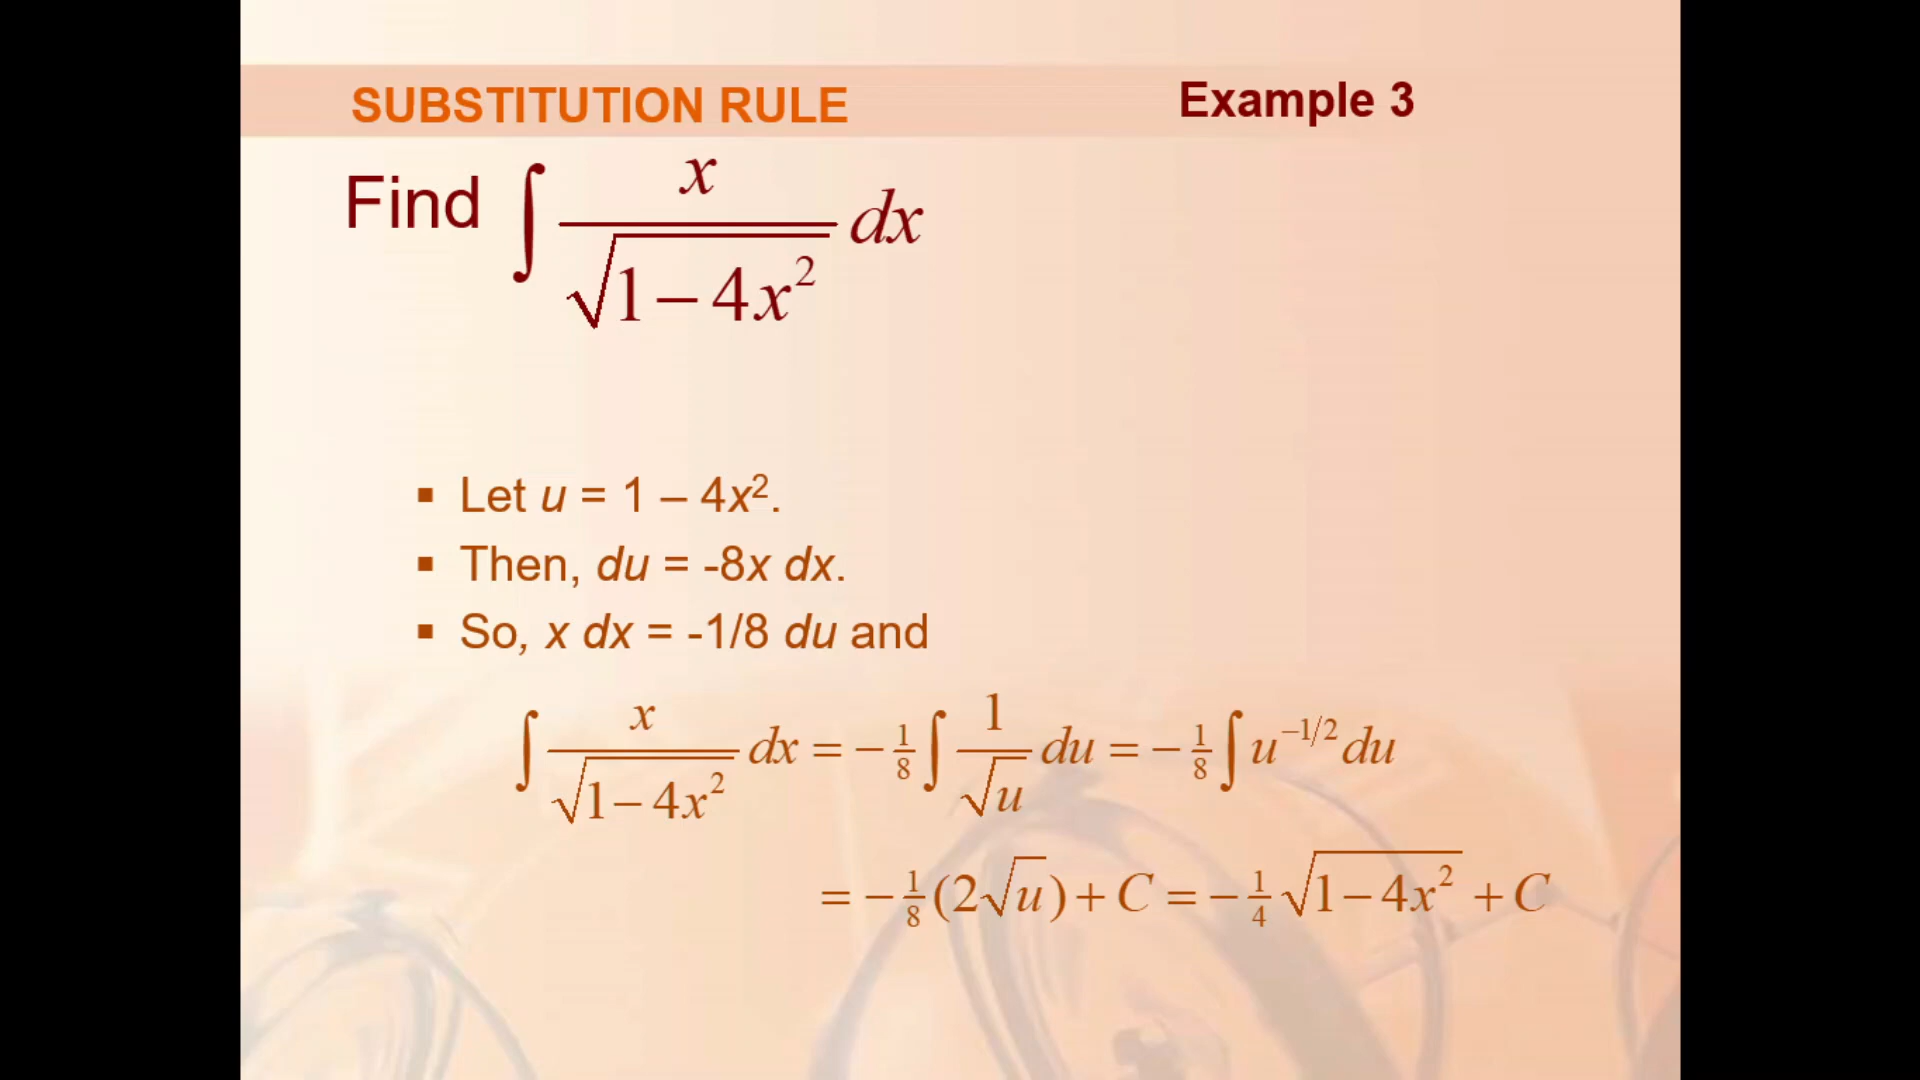 SUBSTITUTION RULE
Example 3
Find ∫ x / √(1 − 4x²) dx
▪ Let u = 1 – 4x².
▪ Then, du = -8x dx.
▪ So, x dx = -1/8 du and
∫ x / √(1 − 4x²) dx = −1/8 ∫ 1/√u du = −1/8 ∫ u^(−1/2) du
= −1/8 (2√u) + C = −1/4 √(1 − 4x²) + C